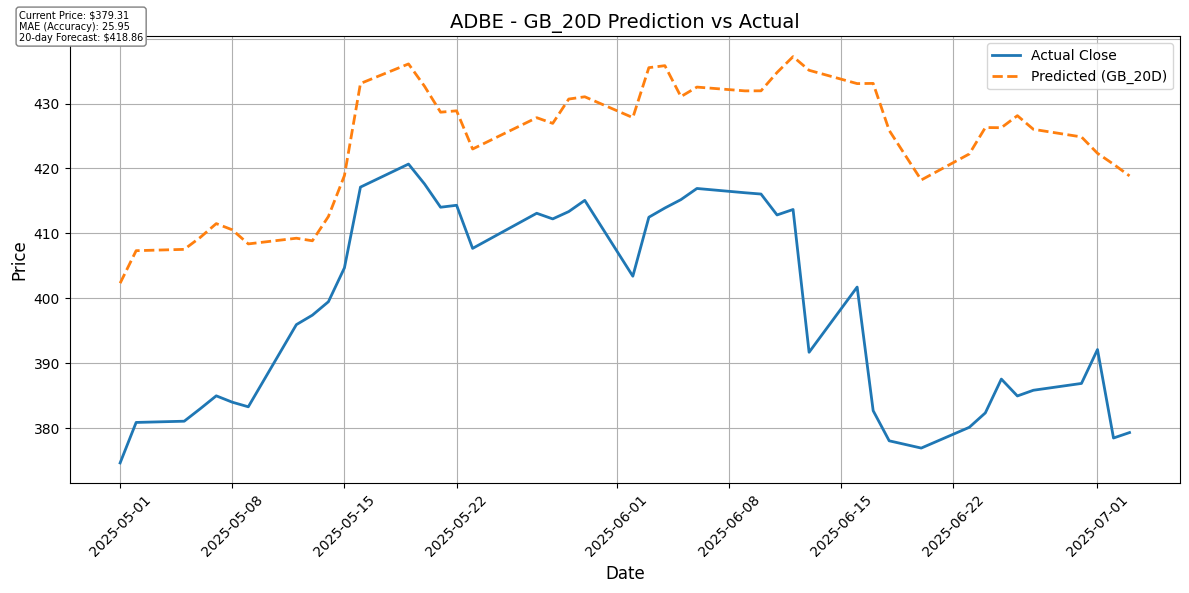 ADBE - GB_20D Prediction vs Actual
Current Price: $379.31
MAE (Accuracy): 25.95
20-day Forecast: $418.86
Actual Close
Predicted (GB_20D)
Price
430
420
410
400
390
380
2025-05-01
2025-05-08
2025-05-15
2025-05-22
2025-06-01
2025-06-08
2025-06-15
2025-06-22
2025-07-01
Date